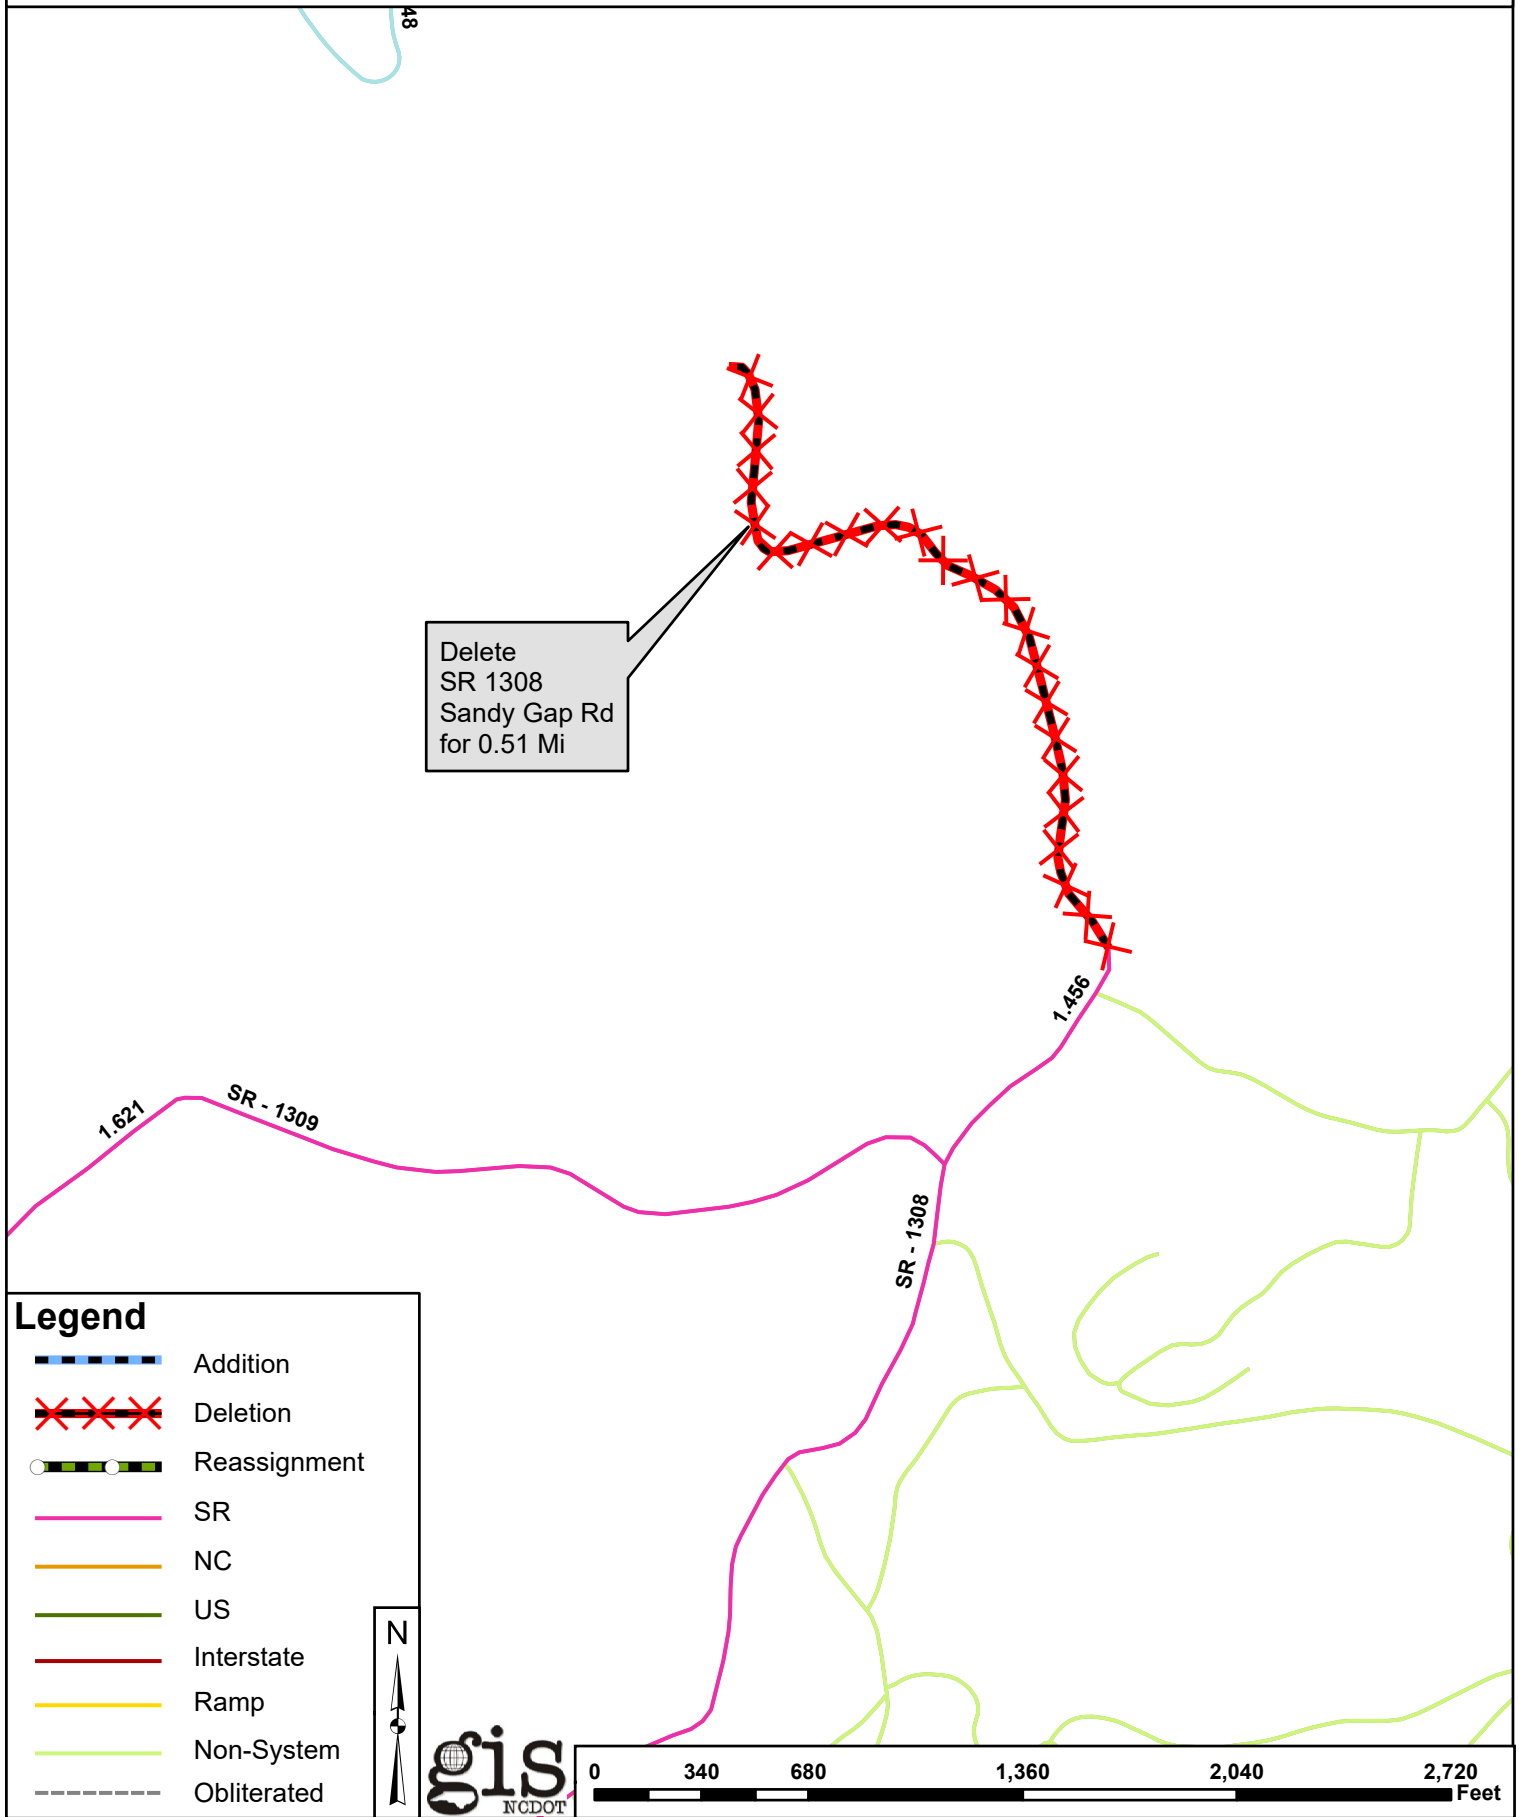 48
Delete
SR 1308
Sandy Gap Rd
for 0.51 Mi
1.456
1.621
SR - 1309
SR - 1308
Legend
Addition
Deletion
Reassignment
SR
NC
US
Interstate
Ramp
Non-System
Obliterated
N
gis
NCDOT
0 340 680 1,360 2,040 2,720
Feet